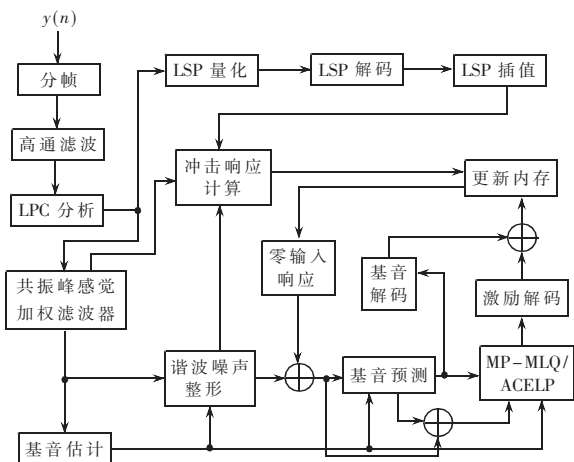 y(n)
分帧
高通滤波
LPC 分析
LSP 量化
LSP 解码
LSP 插值
冲击响应
计算
更新内存
零输入
响应
基音
解码
激励解码
共振峰感觉
加权滤波器
谐波噪声
整形
基音预测
MP-MLQ/
ACELP
基音估计